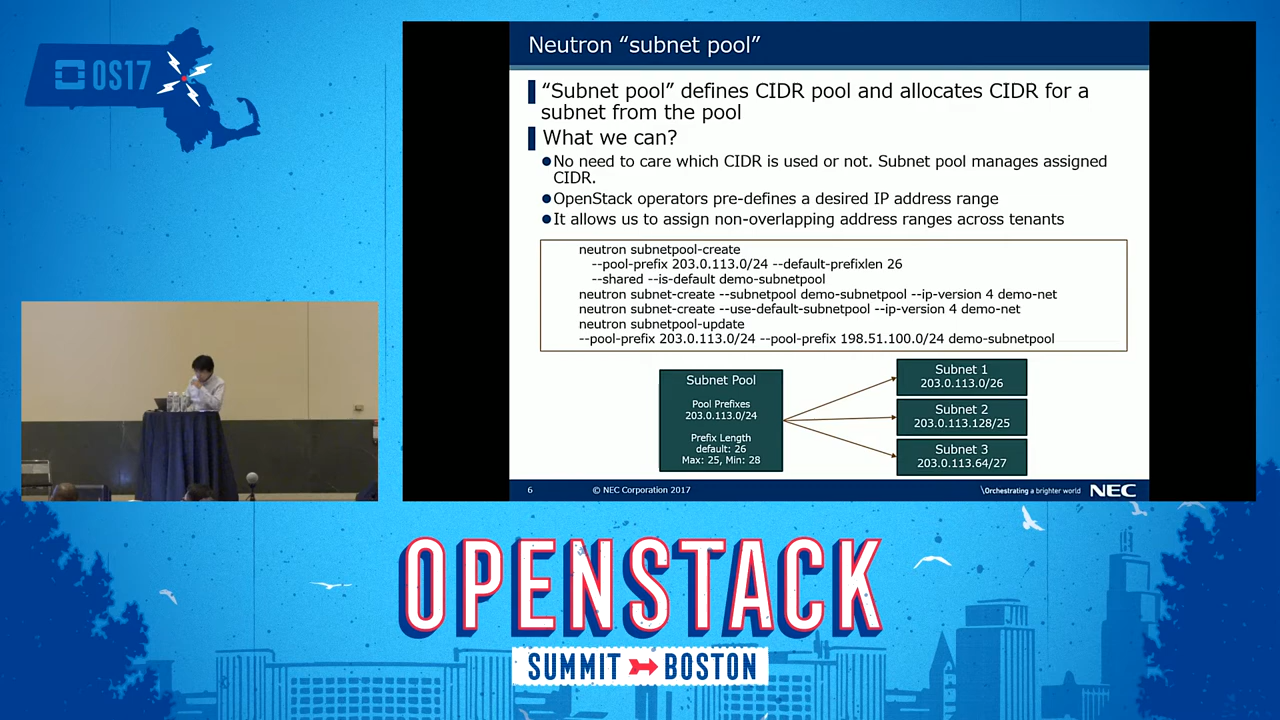 OS17
Neutron “subnet pool”
“Subnet pool” defines CIDR pool and allocates CIDR for a
subnet from the pool
What we can?
No need to care which CIDR is used or not. Subnet pool manages assigned
CIDR.
OpenStack operators pre-defines a desired IP address range
It allows us to assign non-overlapping address ranges across tenants
neutron subnetpool-create
--pool-prefix 203.0.113.0/24 --default-prefixlen 26
--shared --is-default demo-subnetpool
neutron subnet-create --subnetpool demo-subnetpool --ip-version 4 demo-net
neutron subnet-create --use-default-subnetpool --ip-version 4 demo-net
neutron subnetpool-update
--pool-prefix 203.0.113.0/24 --pool-prefix 198.51.100.0/24 demo-subnetpool
Subnet Pool
Pool Prefixes
203.0.113.0/24
Prefix Length
default: 26
Max: 25, Min: 28
Subnet 1
203.0.113.0/26
Subnet 2
203.0.113.128/25
Subnet 3
203.0.113.64/27
6
© NEC Corporation 2017
\Orchestrating a brighter world
NEC
OPENSTACK
SUMMIT BOSTON